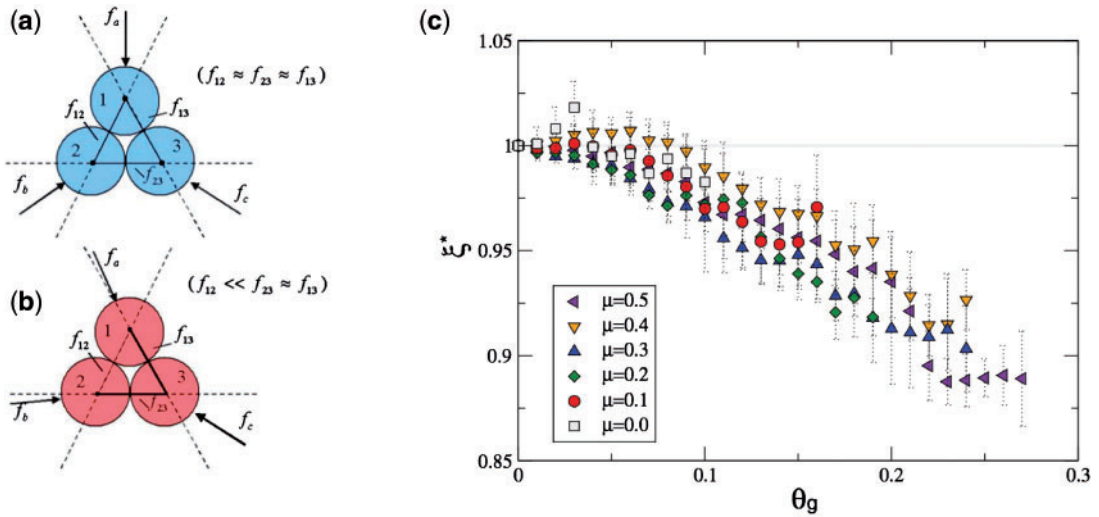 (a)
f_a
(f_12 ≈ f_23 ≈ f_13)
1
f_12
f_13
2
3
f_23
f_b
f_c
(b)
f_a
(f_12 << f_23 ≈ f_13)
1
f_12
f_13
2
3
f_23
f_b
f_c
(c)
1.05
1
0.95
0.9
0.85
ξ*
μ=0.5
μ=0.4
μ=0.3
μ=0.2
μ=0.1
μ=0.0
0
0.1
0.2
0.3
θg